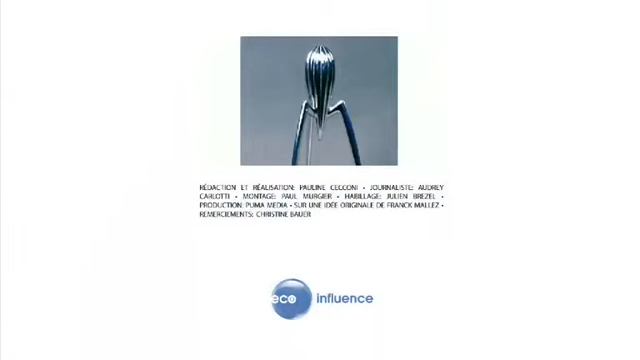 RÉDACTION ET RÉALISATION: PAULINE CECCONI • JOURNALISTE: AUDREY
CARLOTTI • MONTAGE: PAUL MURGIER • HABILLAGE: JULIEN BREZEL •
PRODUCTION: PUMA MEDIA • SUR UNE IDÉE ORIGINALE DE FRANCK MALLEZ •
REMERCIEMENTS: CHRISTINE BAUER
eco influence